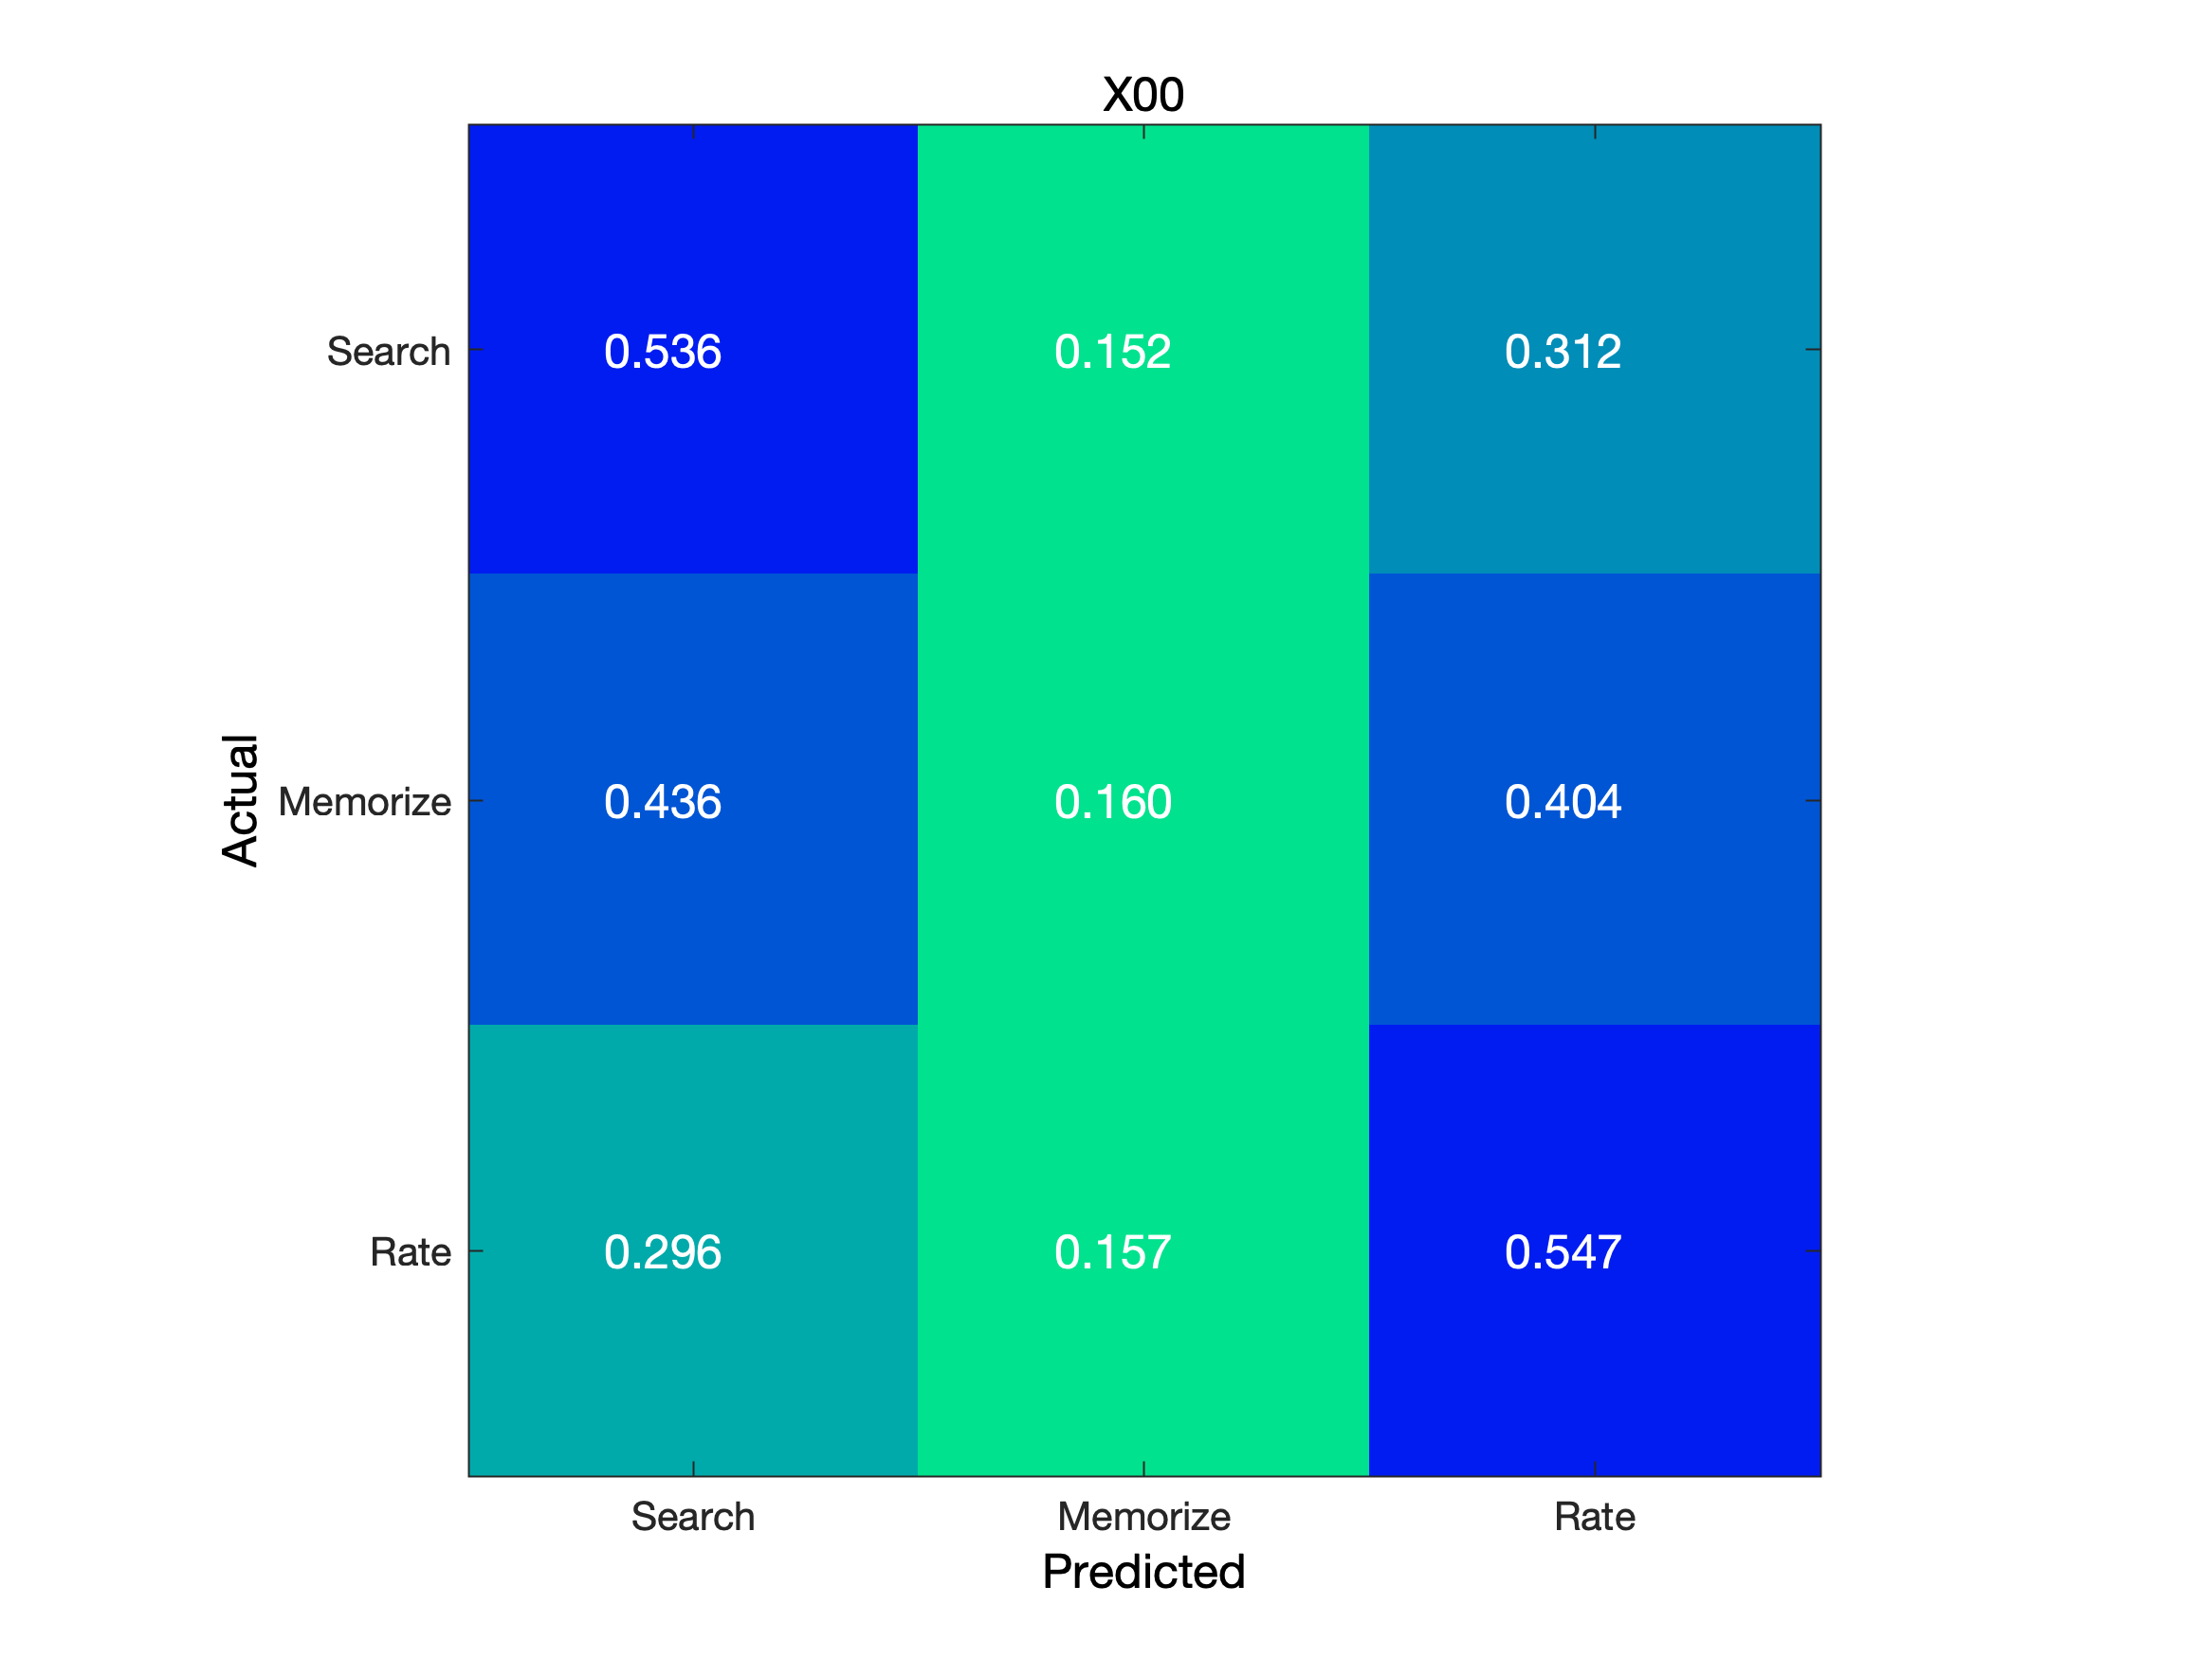 X00
Search 0.536 0.152 0.312
Actual
Memorize 0.436 0.160 0.404
Rate 0.296 0.157 0.547
Search Memorize Rate
Predicted